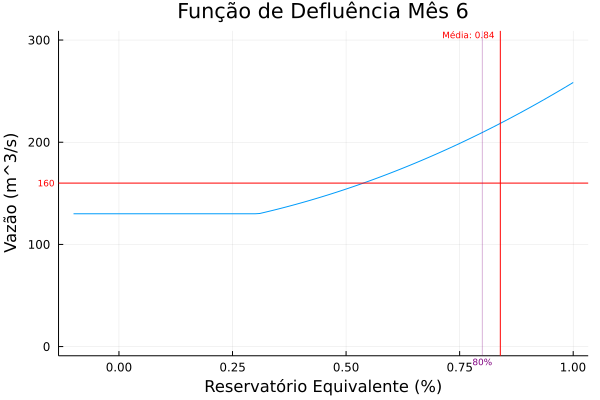 Função de Defluência Mês 6
Média: 0.84
300
200
160
100
0
Vazão (m^3/s)
0.00
0.25
0.50
0.75
80%
1.00
Reservatório Equivalente (%)